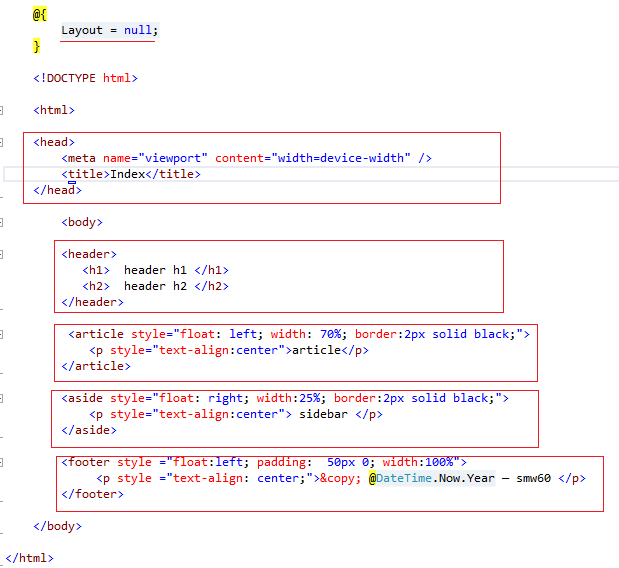 @{
Layout = null;
}
<!DOCTYPE html>
<html>
<head>
<meta name="viewport" content="width=device-width" />
<title>Index</title>
</head>
<body>
<header>
<h1>  header h1 </h1>
<h2>  header h2 </h2>
</header>
<article style="float: left; width: 70%; border:2px solid black;">
<p style="text-align:center">article</p>
</article>
<aside style="float: right; width:25%; border:2px solid black;">
<p style="text-align:center"> sidebar </p>
</aside>
<footer style ="float:left; padding:  50px 0; width:100%">
<p style ="text-align: center;">&copy; @DateTime.Now.Year – smw60 </p>
</footer>
</body>
</html>